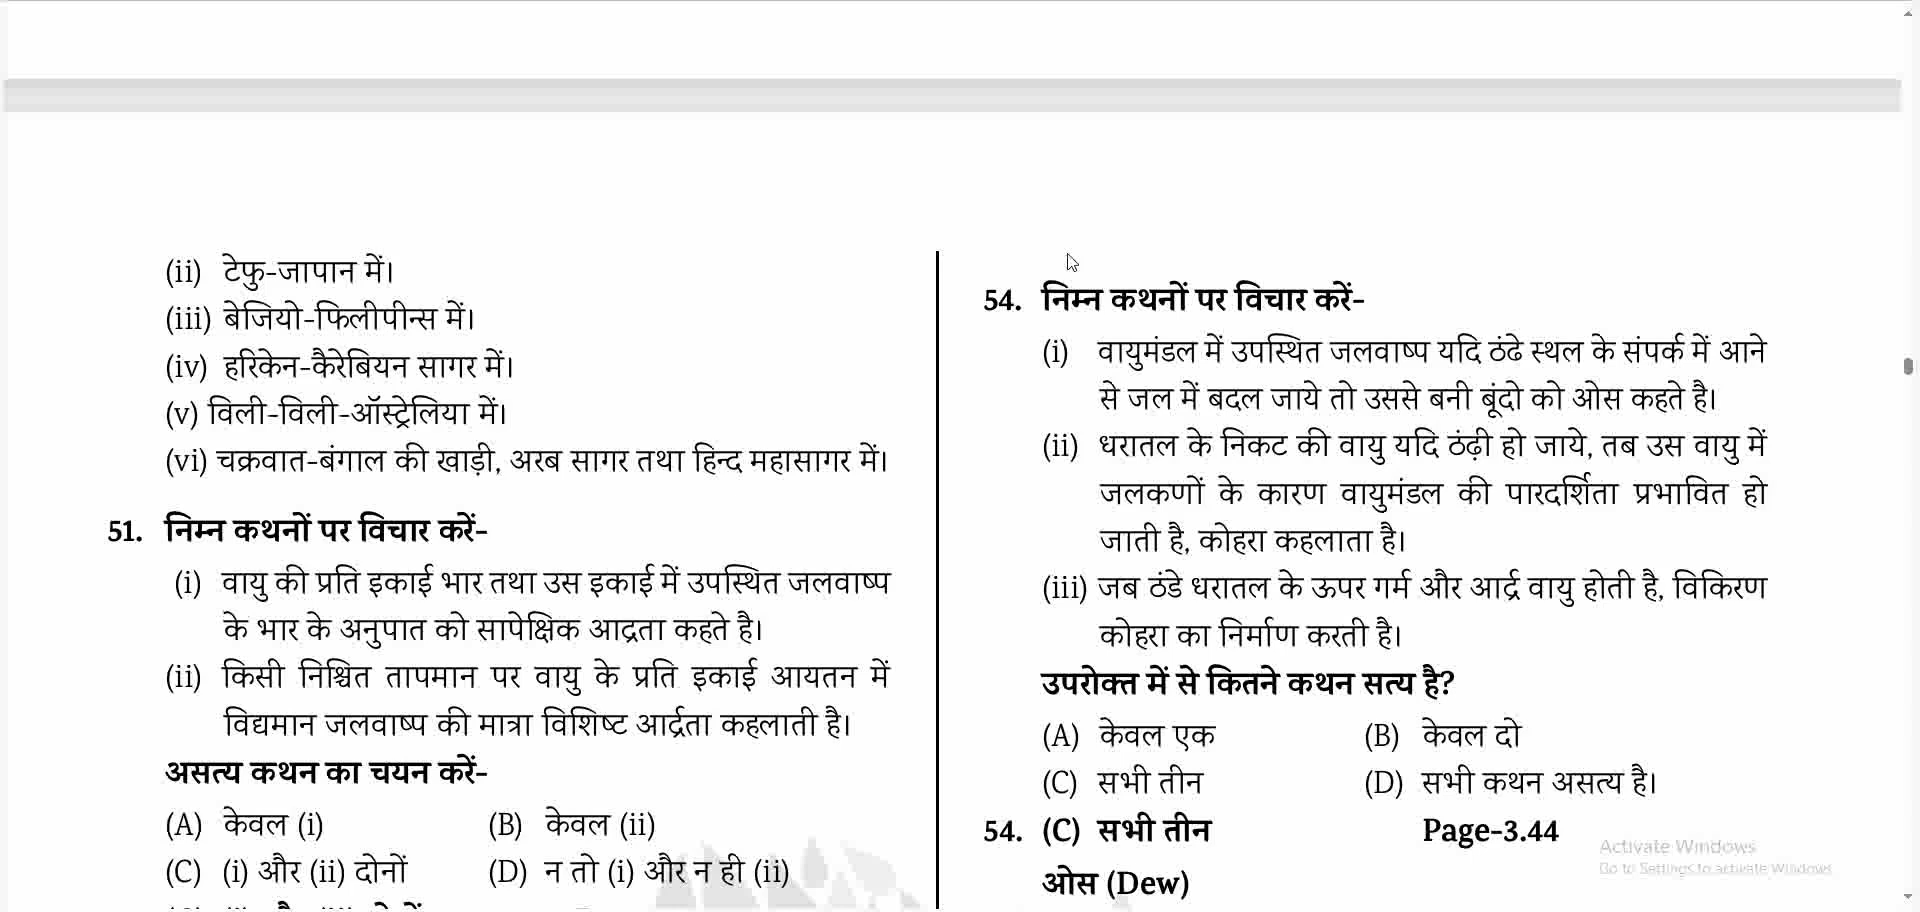 (ii) टेफु-जापान में।
(iii) बेजियो-फिलीपीन्स में।
(iv) हरिकेन-कैरेबियन सागर में।
(v) विली-विली-ऑस्ट्रेलिया में।
(vi) चक्रवात-बंगाल की खाड़ी, अरब सागर तथा हिन्द महासागर में।
51. निम्न कथनों पर विचार करें-
(i) वायु की प्रति इकाई भार तथा उस इकाई में उपस्थित जलवाष्प
के भार के अनुपात को सापेक्षिक आद्रता कहते है।
(ii) किसी निश्चित तापमान पर वायु के प्रति इकाई आयतन में
विद्यमान जलवाष्प की मात्रा विशिष्ट आर्द्रता कहलाती है।
असत्य कथन का चयन करें-
(A) केवल (i) (B) केवल (ii)
(C) (i) और (ii) दोनों (D) न तो (i) और न ही (ii)
54. निम्न कथनों पर विचार करें-
(i) वायुमंडल में उपस्थित जलवाष्प यदि ठंढे स्थल के संपर्क में आने
से जल में बदल जाये तो उससे बनी बूंदो को ओस कहते है।
(ii) धरातल के निकट की वायु यदि ठंढ़ी हो जाये, तब उस वायु में
जलकणों के कारण वायुमंडल की पारदर्शिता प्रभावित हो
जाती है, कोहरा कहलाता है।
(iii) जब ठंडे धरातल के ऊपर गर्म और आर्द्र वायु होती है, विकिरण
कोहरा का निर्माण करती है।
उपरोक्त में से कितने कथन सत्य है?
(A) केवल एक (B) केवल दो
(C) सभी तीन (D) सभी कथन असत्य है।
54. (C) सभी तीन Page-3.44
ओस (Dew)
Activate Windows
Go to Settings to activate Windows.